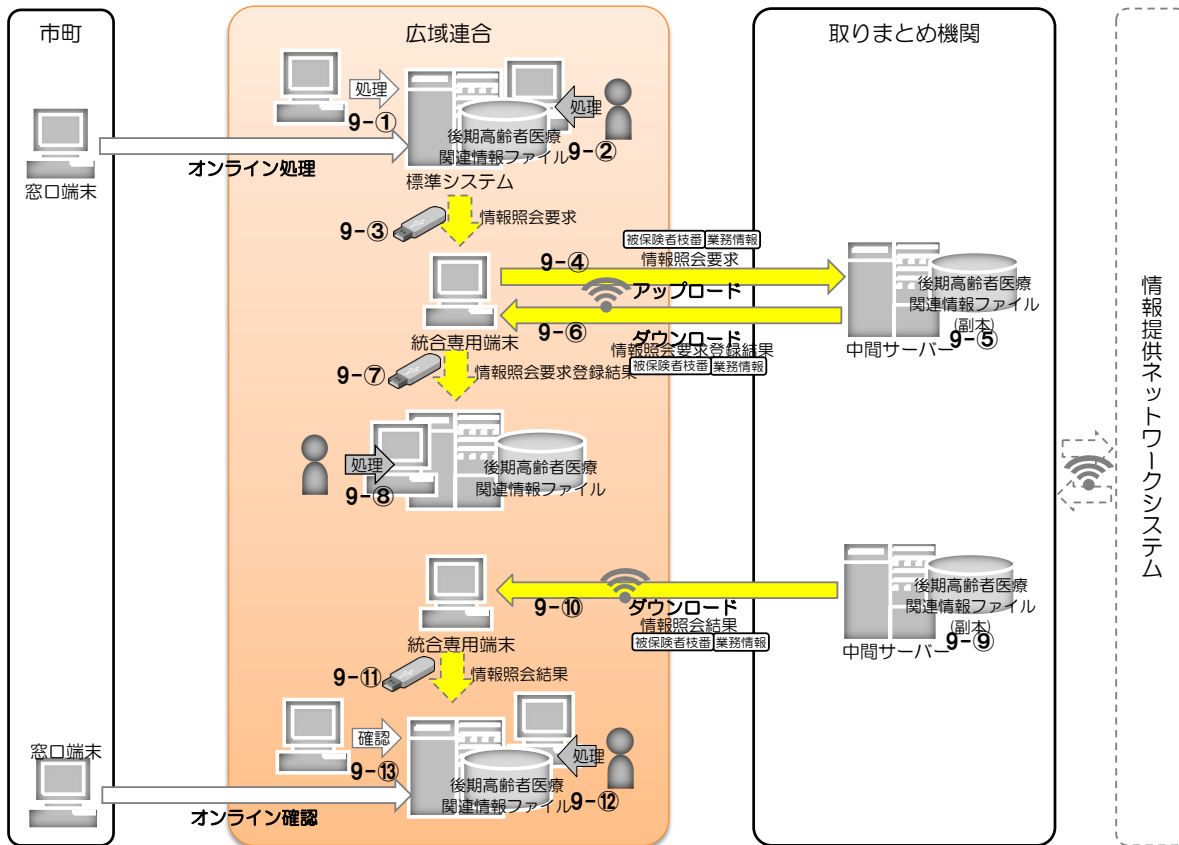 市町
広域連合
取りまとめ機関
処理
9-①
処理
後期高齢者医療
関連情報ファイル
9-②
オンライン処理
窓口端末
標準システム
9-③
情報照会要求
被保険者枝番 業務情報
9-④
情報照会要求
アップロード
9-⑥
ダウンロード
情報照会要求登録結果
被保険者枝番 業務情報
後期高齢者医療
関連情報ファイル
(副本)
9-⑤
中間サーバー
統合専用端末
9-⑦
情報照会要求登録結果
処理
9-⑧
後期高齢者医療
関連情報ファイル
情報提供ネットワークシステム
9-⑩
ダウンロード
情報照会結果
被保険者枝番 業務情報
後期高齢者医療
関連情報ファイル
(副本)
9-⑨
中間サーバー
統合専用端末
9-⑪
情報照会結果
確認
9-⑬
処理
後期高齢者医療
関連情報ファイル
9-⑫
窓口端末
オンライン確認